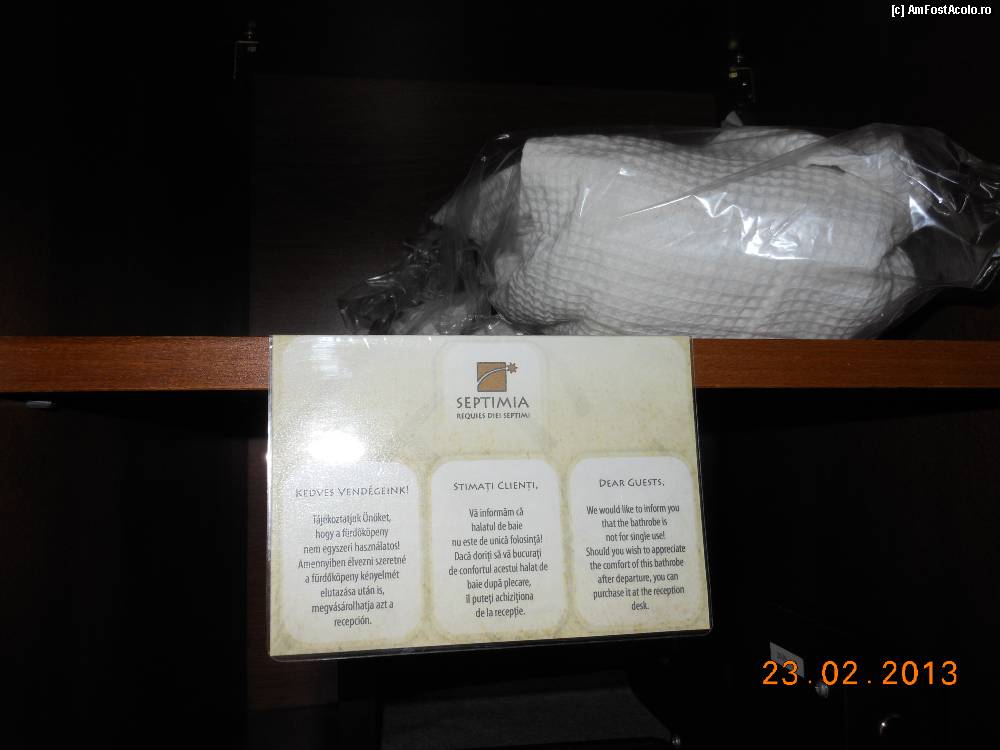 [c] AmFostAcolo.ro
SEPTIMIA
REQUIES DIEI SEPTIMI
KEDVES VENDÉGEINK!
Tájékoztatjuk Önöket,
hogy a fürdőköpeny
nem egyszeri használatos!
Amennyiben élvezni szeretné
a fürdőköpeny kényelmét
elutazása után is,
megvásárolhatja azt a
recepción.
STIMAȚI CLIENȚI,
Vă informăm că
halatul de baie
nu este de unică folosință!
Dacă doriți să vă bucurați
de confortul acestui halat de
baie după plecare,
îl puteți achiziționa
de la recepție.
DEAR GUESTS,
We would like to inform you
that the bathrobe is
not for single use!
Should you wish to appreciate
the comfort of this bathrobe
after departure, you can
purchase it at the reception
desk.
23.02.2013